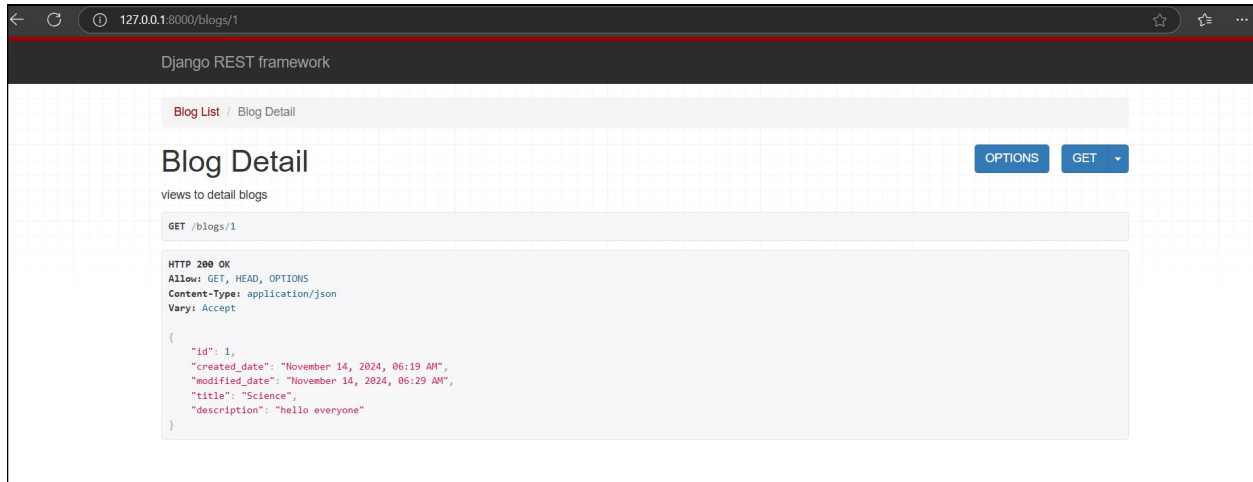 127.0.0.1:8000/blogs/1
Django REST framework
Blog List / Blog Detail
Blog Detail
OPTIONS
GET
views to detail blogs
GET /blogs/1
HTTP 200 OK
Allow: GET, HEAD, OPTIONS
Content-Type: application/json
Vary: Accept
{
    "id": 1,
    "created_date": "November 14, 2024, 06:19 AM",
    "modified_date": "November 14, 2024, 06:29 AM",
    "title": "Science",
    "description": "hello everyone"
}